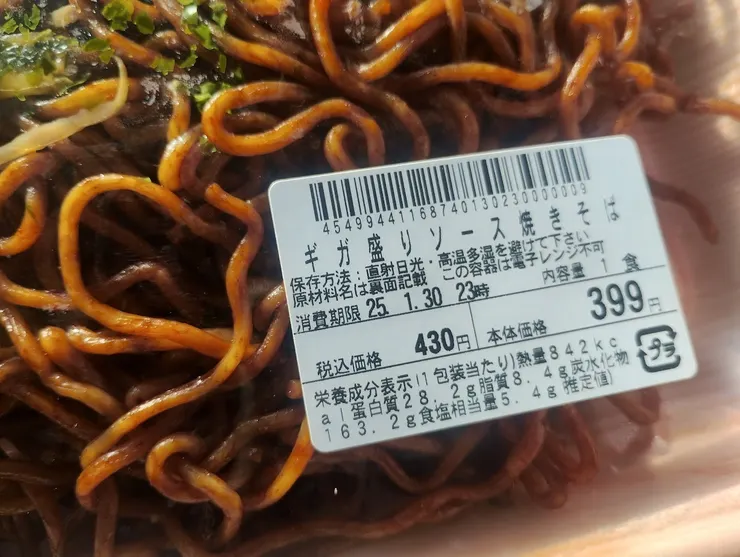 4549944116874013023000009
ギガ盛りソース焼きそば
保存方法：直射日光・高温多湿を避けて下さい
原材料名は裏面記載 この容器は電子レンジ不可
消費期限 25. 1.30 23時 内容量 1 食
税込価格 430円 本体価格 399円
栄養成分表示(1包装当たり)熱量842kc
al蛋白質28.2g脂質8.4g炭水化物
163.2g食塩相当量5.4g推定値)
プラ